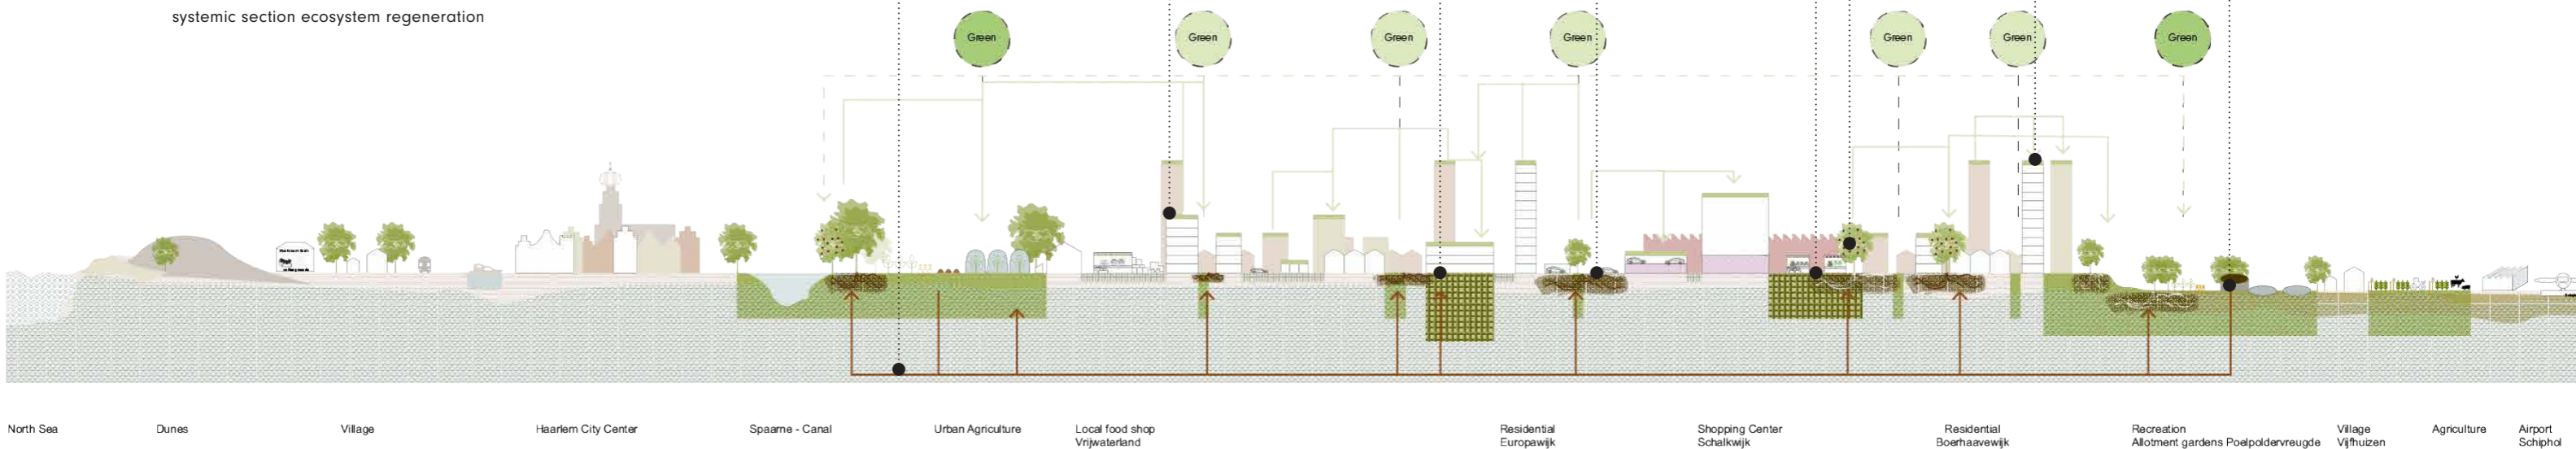 systemic section ecosystem regeneration
Green
Green
Green
Green
Green
Green
Green
North Sea
Dunes
Village
Haarlem City Center
Spaarne - Canal
Urban Agriculture
Local food shop
Vrijwaterland
Residential
Europawijk
Shopping Center
Schalkwijk
Residential
Boerhaavewijk
Recreation
Allotment gardens Poelpoldervreugde
Village
Vijfhuizen
Agriculture
Airport
Schiphol